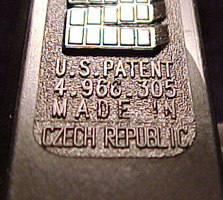 U.S. PATENT
4.966.305
MADE IN
CZECH REPUBLIC